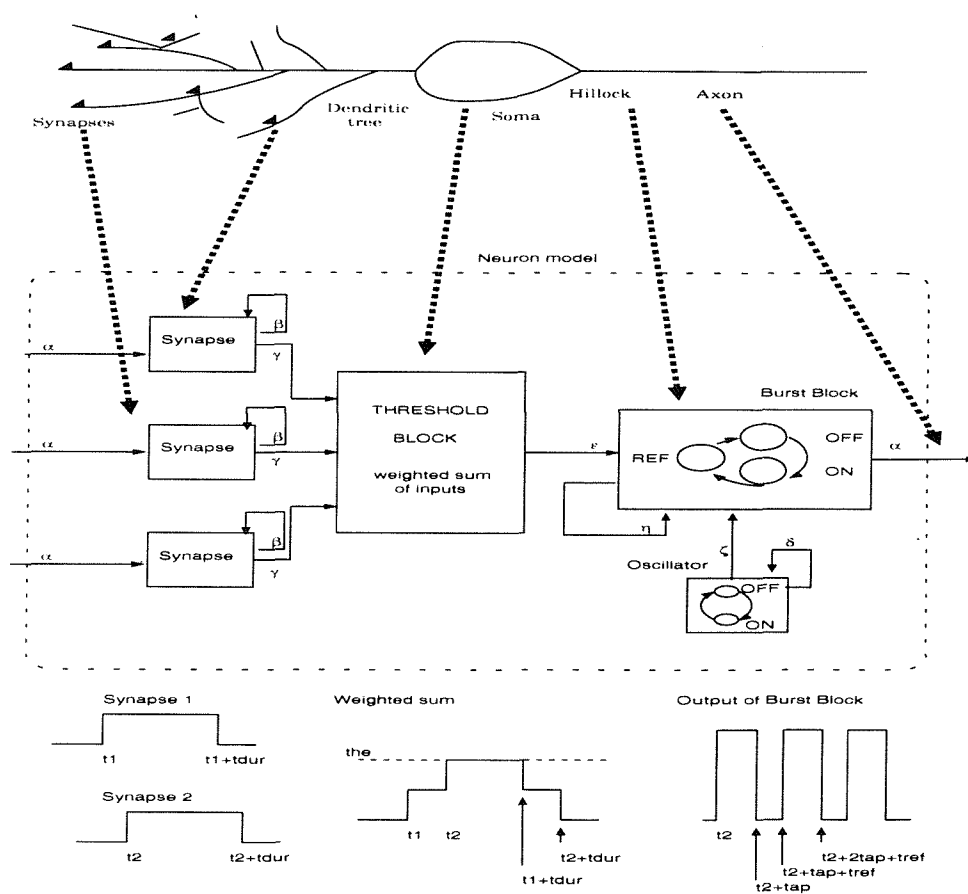 Synapses
Dendritic
tree
Soma
Hillock
Axon
Neuron model
Synapse
β
α
γ
Synapse
β
α
γ
Synapse
β
α
γ
THRESHOLD
BLOCK
weighted sum
of inputs
ε
Burst Block
REF
OFF
ON
α
η
ζ
δ
Oscillator
OFF
ON
Synapse 1
t1
t1+tdur
Synapse 2
t2
t2+tdur
Weighted sum
the
t1
t2
t2+tdur
t1+tdur
Output of Burst Block
t2
t2+2tap+tref
t2+tap+tref
t2+tap